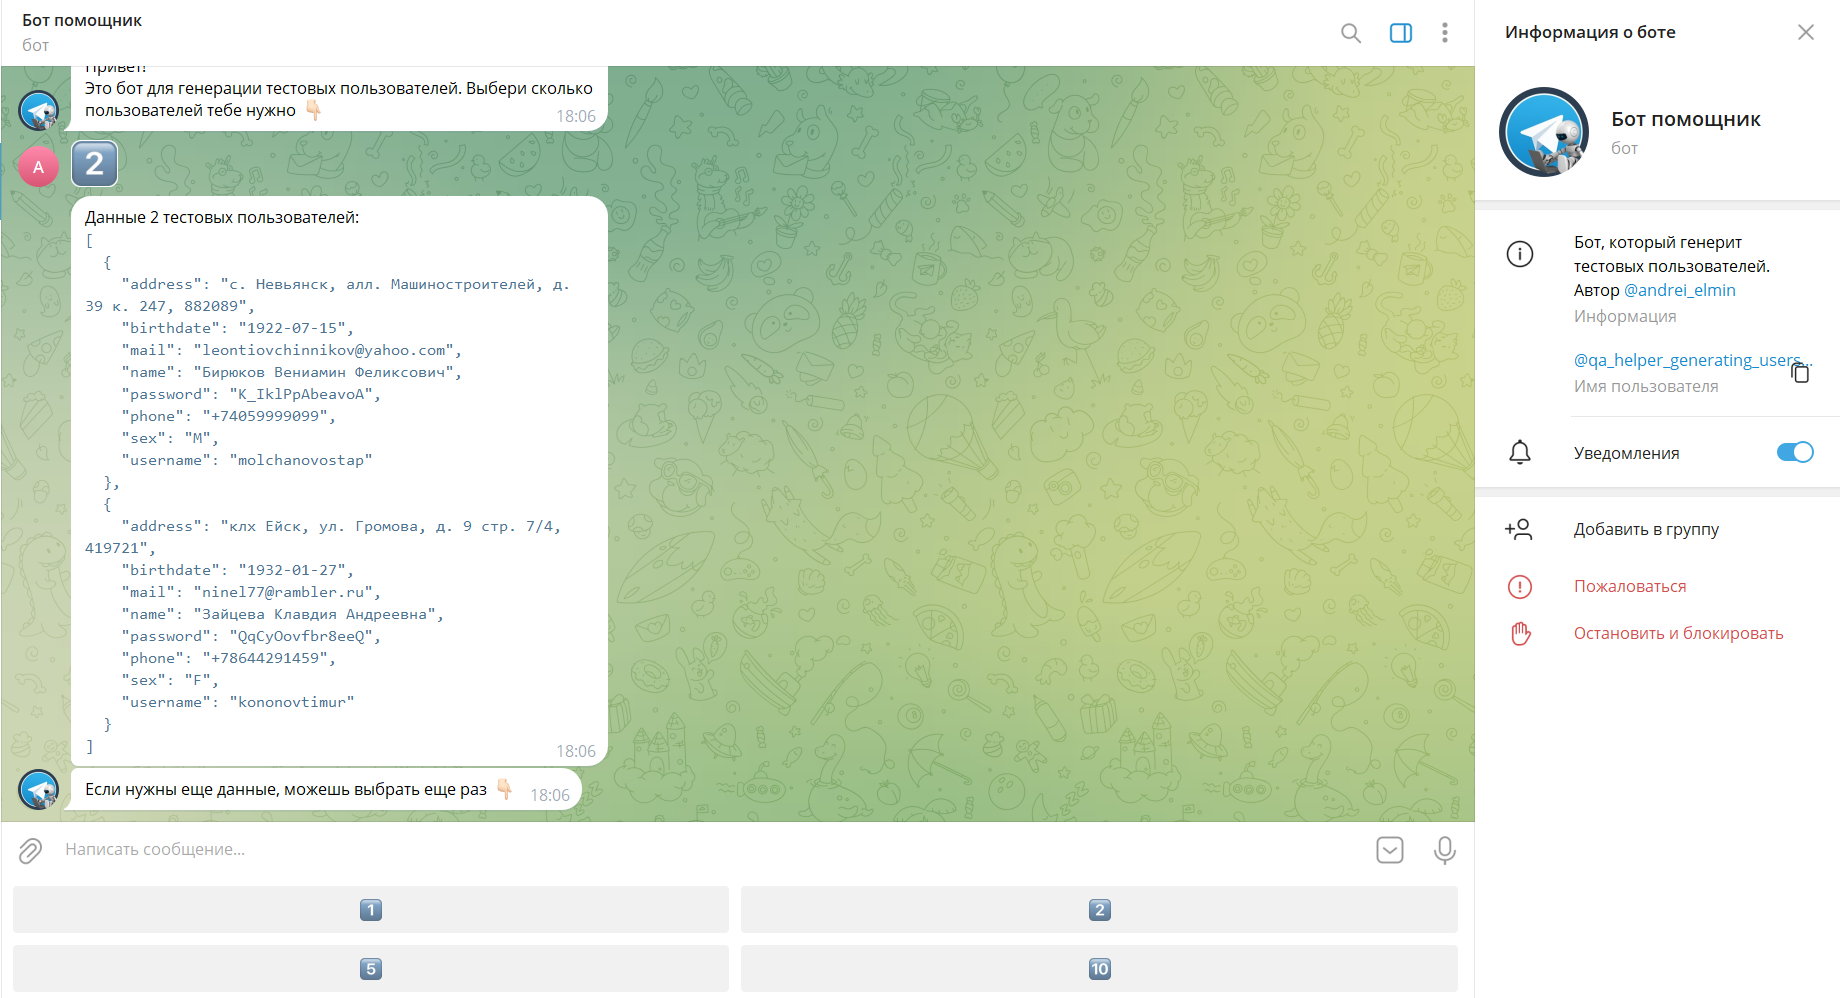 Бот помощник
бот
Привет!
Это бот для генерации тестовых пользователей. Выбери сколько
пользователей тебе нужно 👇🏻
18:06
A
2
Данные 2 тестовых пользователей:
[
{
"address": "с. Невьянск, алл. Машиностроителей, д.
39 к. 247, 882089",
"birthdate": "1922-07-15",
"mail": "leontiovchinnikov@yahoo.com",
"name": "Бирюков Вениамин Феликсович",
"password": "K_IklPpAbeavoA",
"phone": "+74059999099",
"sex": "M",
"username": "molchanovostap"
},
{
"address": "клх Ейск, ул. Громова, д. 9 стр. 7/4,
419721",
"birthdate": "1932-01-27",
"mail": "ninel77@rambler.ru",
"name": "Зайцева Клавдия Андреевна",
"password": "QqCyOovfbr8eeQ",
"phone": "+78644291459",
"sex": "F",
"username": "kononovtimur"
}
]
18:06
Если нужны еще данные, можешь выбрать еще раз 👇🏻
18:06
Написать сообщение...
1
2
5
10
Информация о боте
Бот помощник
бот
Бот, который генерит
тестовых пользователей.
Автор @andrei_elmin
Информация
@qa_helper_generating_users...
Имя пользователя
Уведомления
Добавить в группу
Пожаловаться
Остановить и блокировать